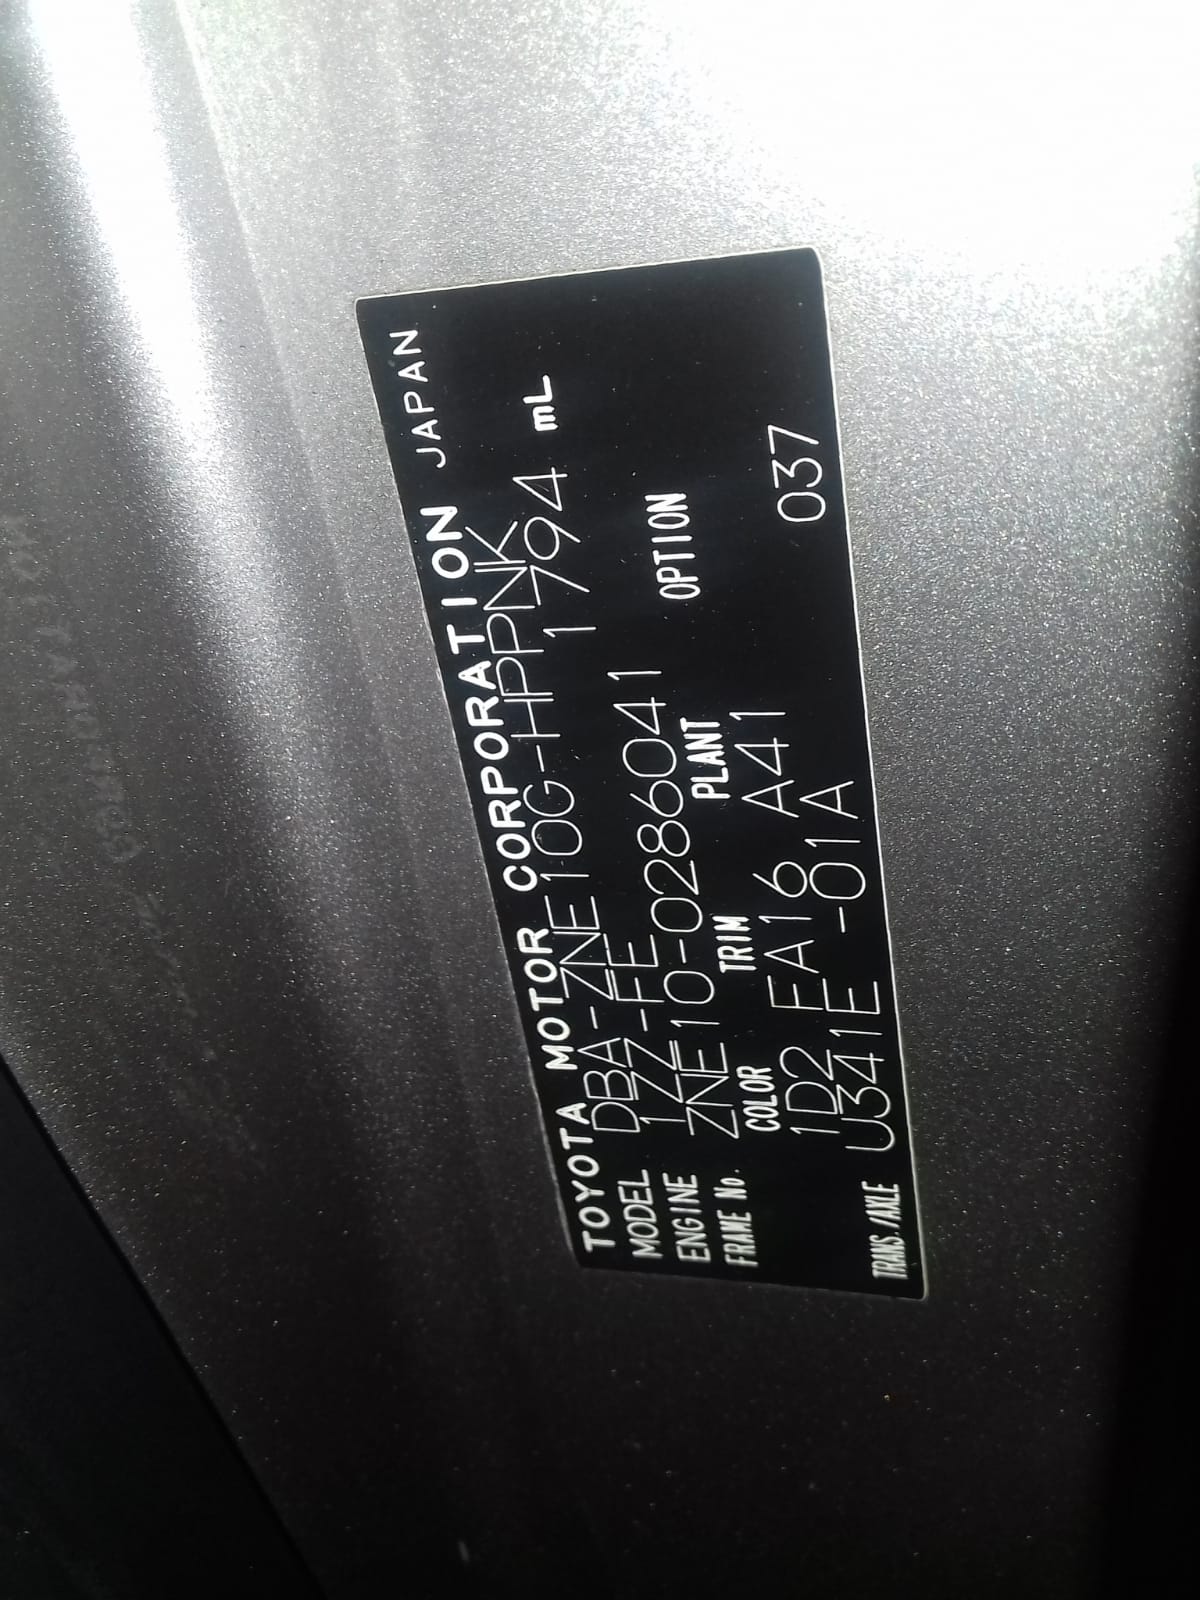 TOYOTA MOTOR CORPORATION JAPAN
MODEL DBA-ZNE10G-HPPNK
ENGINE 1ZZ-FE 1794 mL
FRAME No. ZNE10-0286041
COLOR TRIM PLANT OPTION
1D2 FA16 A41 037
TRANS./AXLE U341E -01A